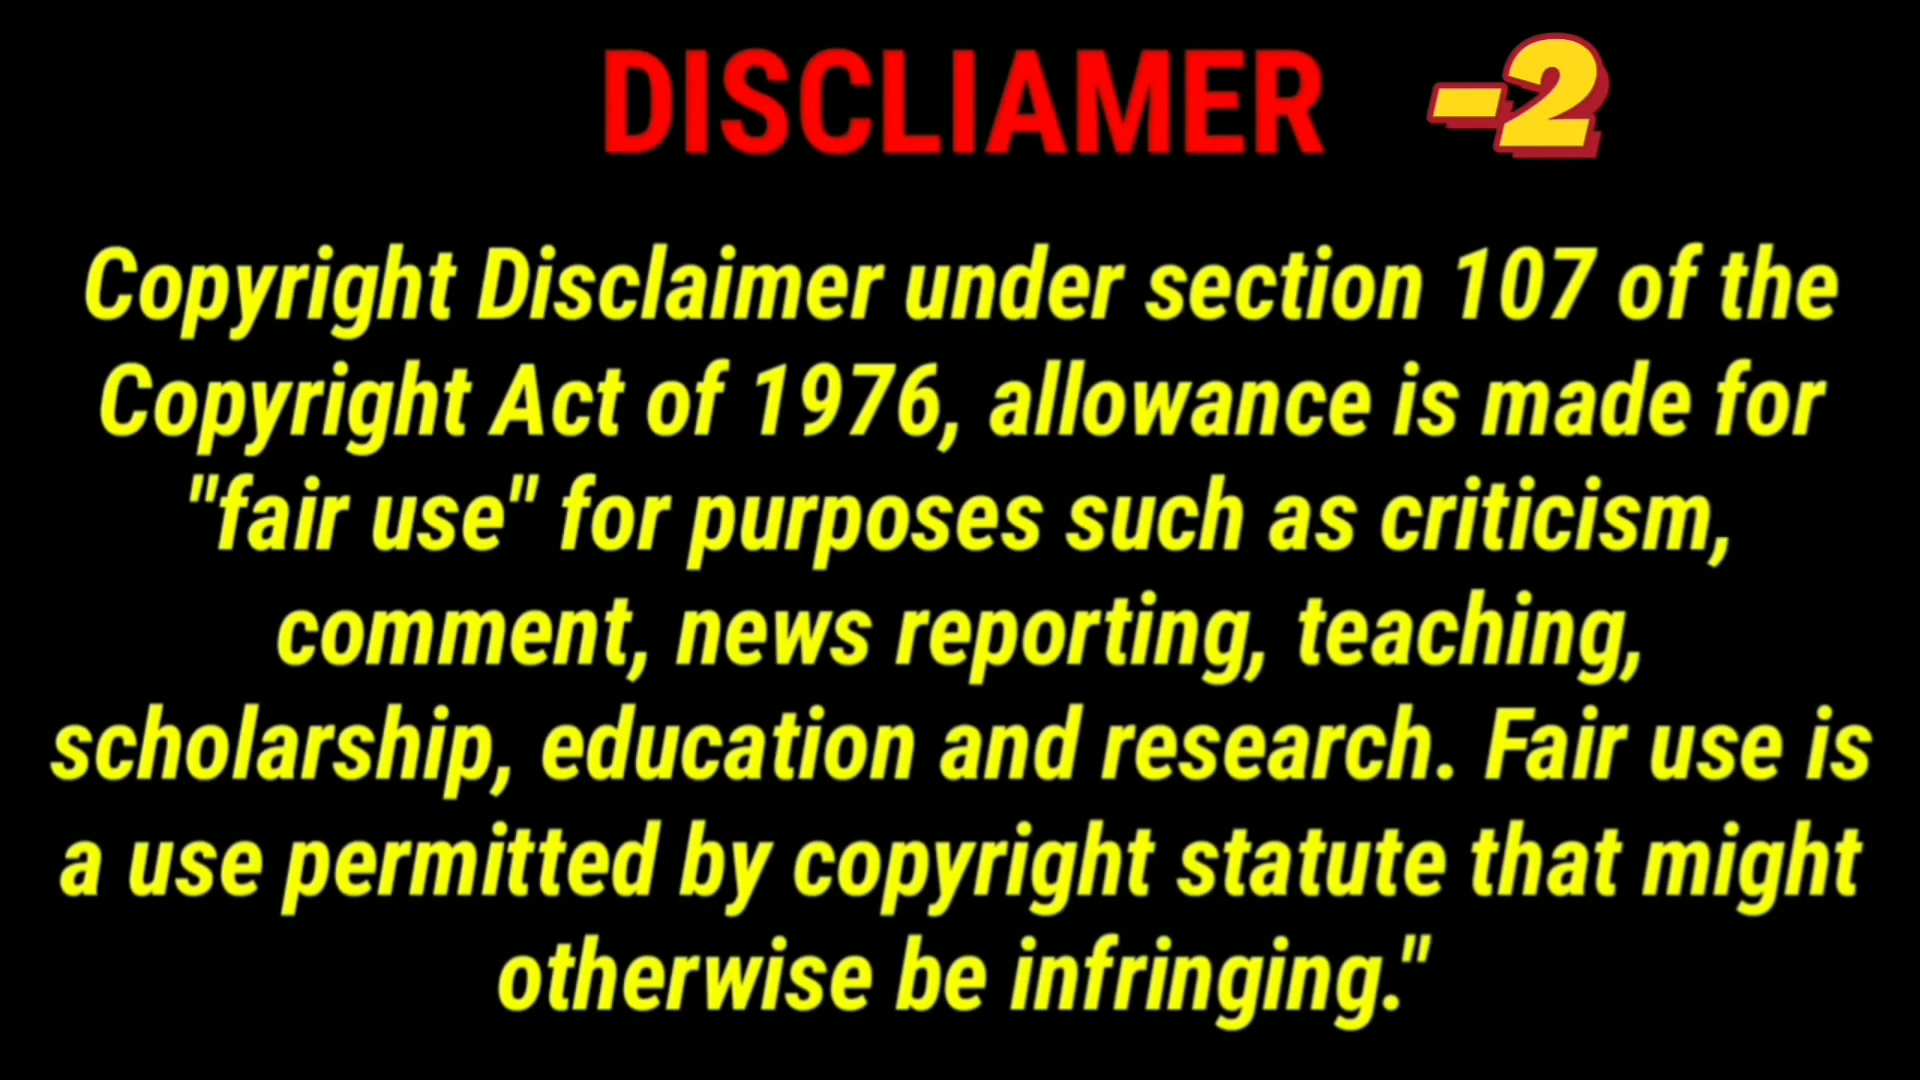 DISCLIAMER -2
Copyright Disclaimer under section 107 of the
Copyright Act of 1976, allowance is made for
"fair use" for purposes such as criticism,
comment, news reporting, teaching,
scholarship, education and research. Fair use is
a use permitted by copyright statute that might
otherwise be infringing."